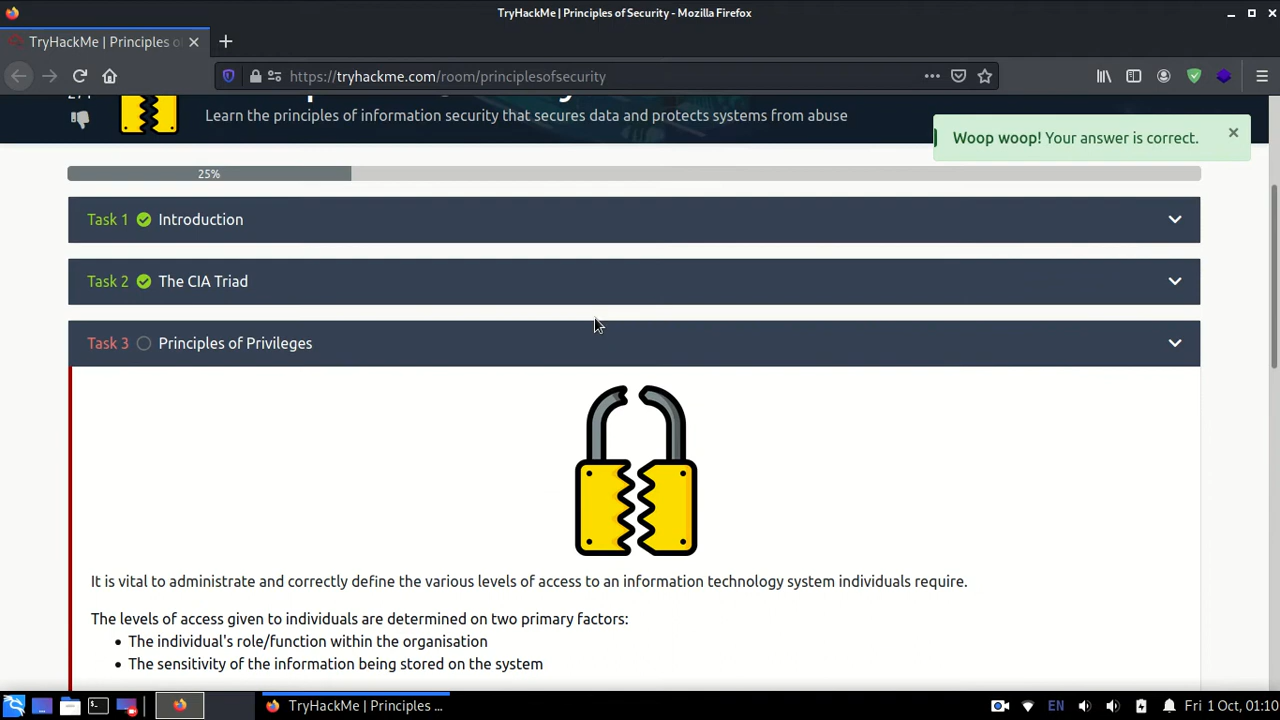 TryHackMe | Principles of Security - Mozilla Firefox
TryHackMe | Principles o
https://tryhackme.com/room/principlesofsecurity
Learn the principles of information security that secures data and protects systems from abuse
Woop woop! Your answer is correct.
25%
Task 1 Introduction
Task 2 The CIA Triad
Task 3 Principles of Privileges
It is vital to administrate and correctly define the various levels of access to an information technology system individuals require.
The levels of access given to individuals are determined on two primary factors:
• The individual's role/function within the organisation
• The sensitivity of the information being stored on the system
TryHackMe | Principles ...
EN
Fri 1 Oct, 01:10